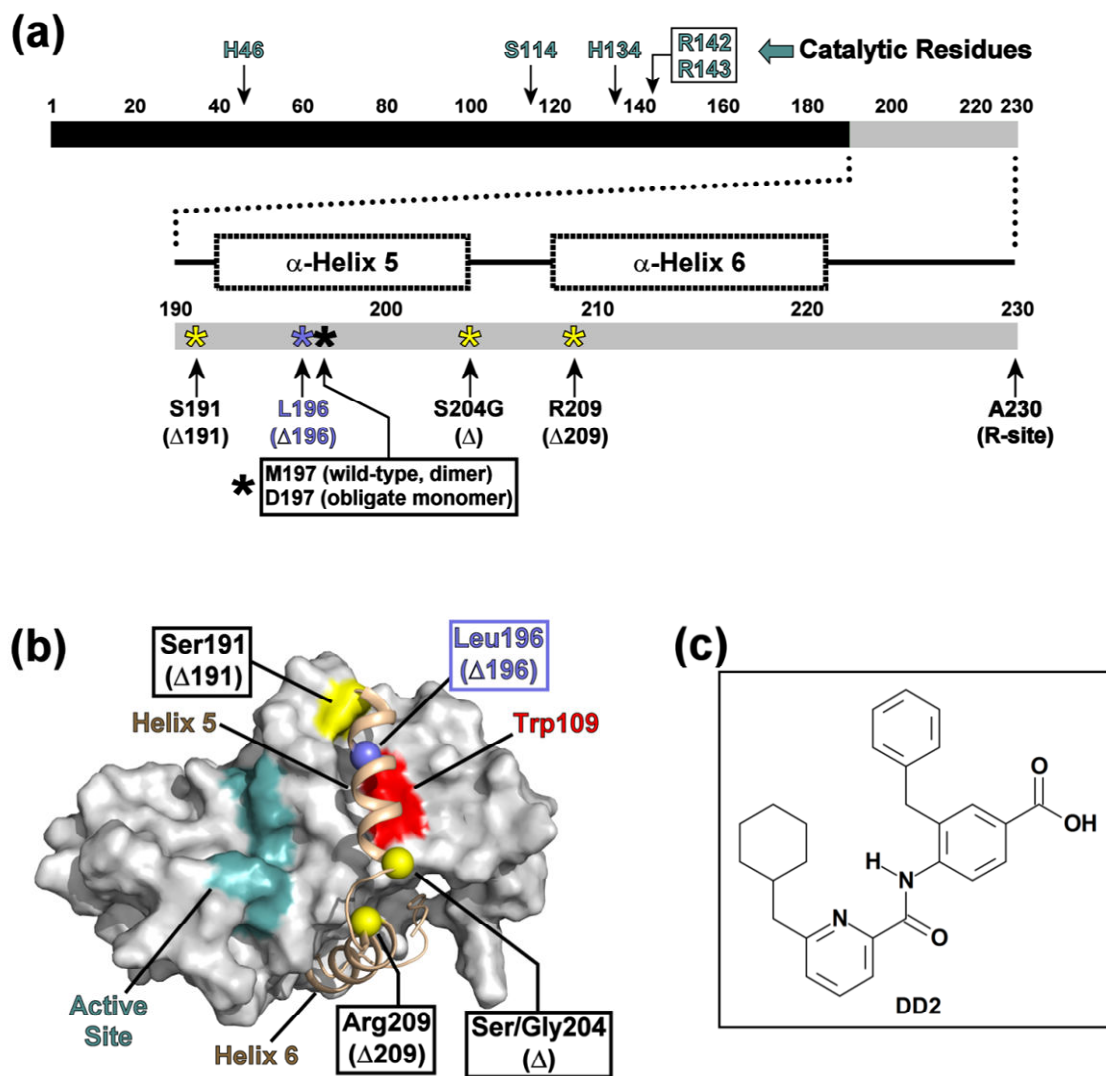 (a)
H46
S114
H134
R142
R143
Catalytic Residues
1 20 40 60 80 100 120 140 160 180 200 220 230
α-Helix 5
α-Helix 6
190 200 210 220 230
* * * * *
S191
(Δ191)
L196
(Δ196)
S204G
(Δ)
R209
(Δ209)
A230
(R-site)
* M197 (wild-type, dimer)
D197 (obligate monomer)
(b)
Ser191
(Δ191)
Leu196
(Δ196)
Helix 5
Trp109
Active
Site
Helix 6
Arg209
(Δ209)
Ser/Gly204
(Δ)
(c)
O
OH
H
N
N
O
DD2